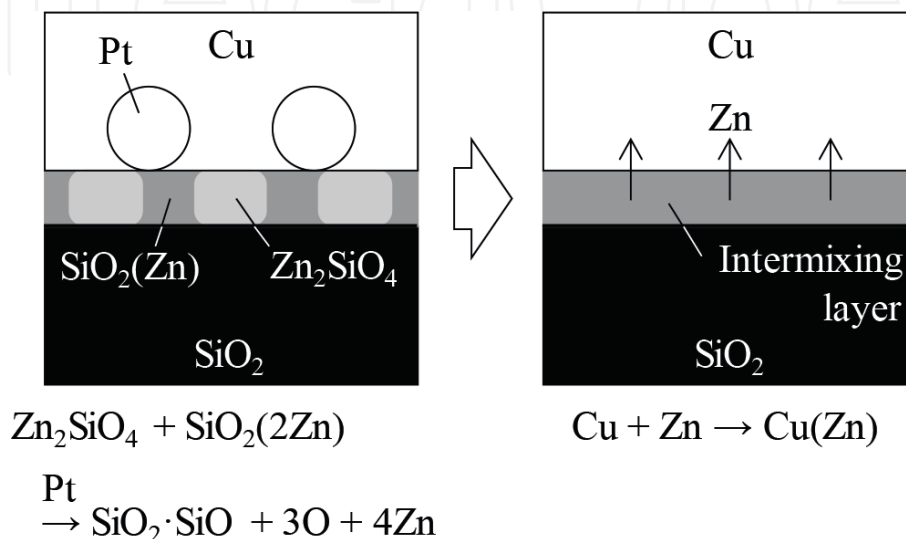 Pt
Cu
SiO₂(Zn)
Zn₂SiO₄
SiO₂
Zn₂SiO₄ + SiO₂(2Zn)
Pt
→ SiO₂·SiO + 3O + 4Zn
Cu
Zn
Intermixing
layer
SiO₂
Cu + Zn → Cu(Zn)